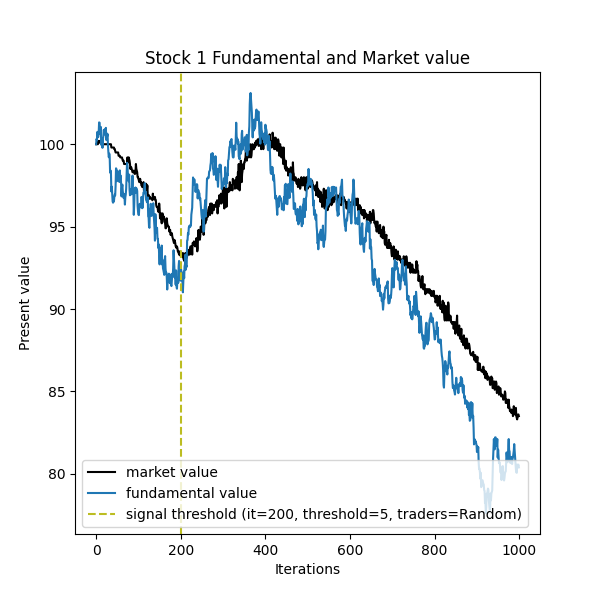 Stock 1 Fundamental and Market value
Present value
100
95
90
85
80
market value
fundamental value
signal threshold (it=200, threshold=5, traders=Random)
0
200
400
600
800
1000
Iterations